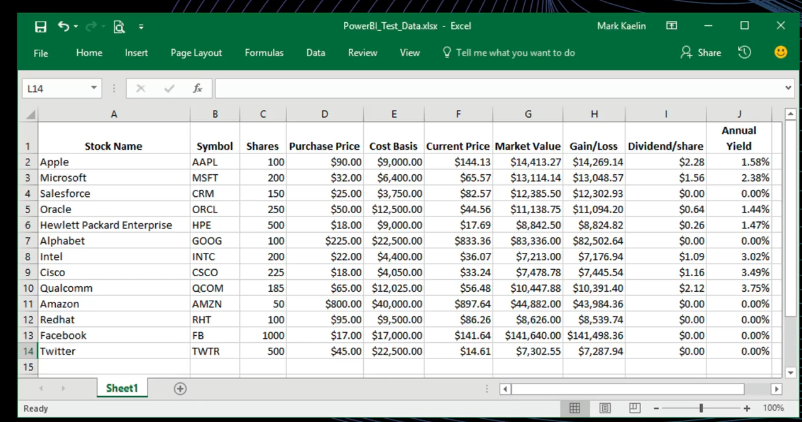 PowerBI_Test_Data.xlsx - Excel Mark Kaelin
File Home Insert Page Layout Formulas Data Review View Tell me what you want to do Share
L14 fx
A B C D E F G H I J
1 Stock Name Symbol Shares Purchase Price Cost Basis Current Price Market Value Gain/Loss Dividend/share Annual Yield
2 Apple AAPL 100 $90.00 $9,000.00 $144.13 $14,413.27 $14,269.14 $2.28 1.58%
3 Microsoft MSFT 200 $32.00 $6,400.00 $65.57 $13,114.14 $13,048.57 $1.56 2.38%
4 Salesforce CRM 150 $25.00 $3,750.00 $82.57 $12,385.50 $12,302.93 $0.00 0.00%
5 Oracle ORCL 250 $50.00 $12,500.00 $44.56 $11,138.75 $11,094.20 $0.64 1.44%
6 Hewlett Packard Enterprise HPE 500 $18.00 $9,000.00 $17.69 $8,842.50 $8,824.82 $0.26 1.47%
7 Alphabet GOOG 100 $225.00 $22,500.00 $833.36 $83,336.00 $82,502.64 $0.00 0.00%
8 Intel INTC 200 $22.00 $4,400.00 $36.07 $7,213.00 $7,176.94 $1.09 3.02%
9 Cisco CSCO 225 $18.00 $4,050.00 $33.24 $7,478.78 $7,445.54 $1.16 3.49%
10 Qualcomm QCOM 185 $65.00 $12,025.00 $56.48 $10,447.88 $10,391.40 $2.12 3.75%
11 Amazon AMZN 50 $800.00 $40,000.00 $897.64 $44,882.00 $43,984.36 $0.00 0.00%
12 Redhat RHT 100 $95.00 $9,500.00 $86.26 $8,626.00 $8,539.74 $0.00 0.00%
13 Facebook FB 1000 $17.00 $17,000.00 $141.64 $141,640.00 $141,498.36 $0.00 0.00%
14 Twitter TWTR 500 $45.00 $22,500.00 $14.61 $7,302.55 $7,287.94 $0.00 0.00%
15
Sheet1
Ready 100%